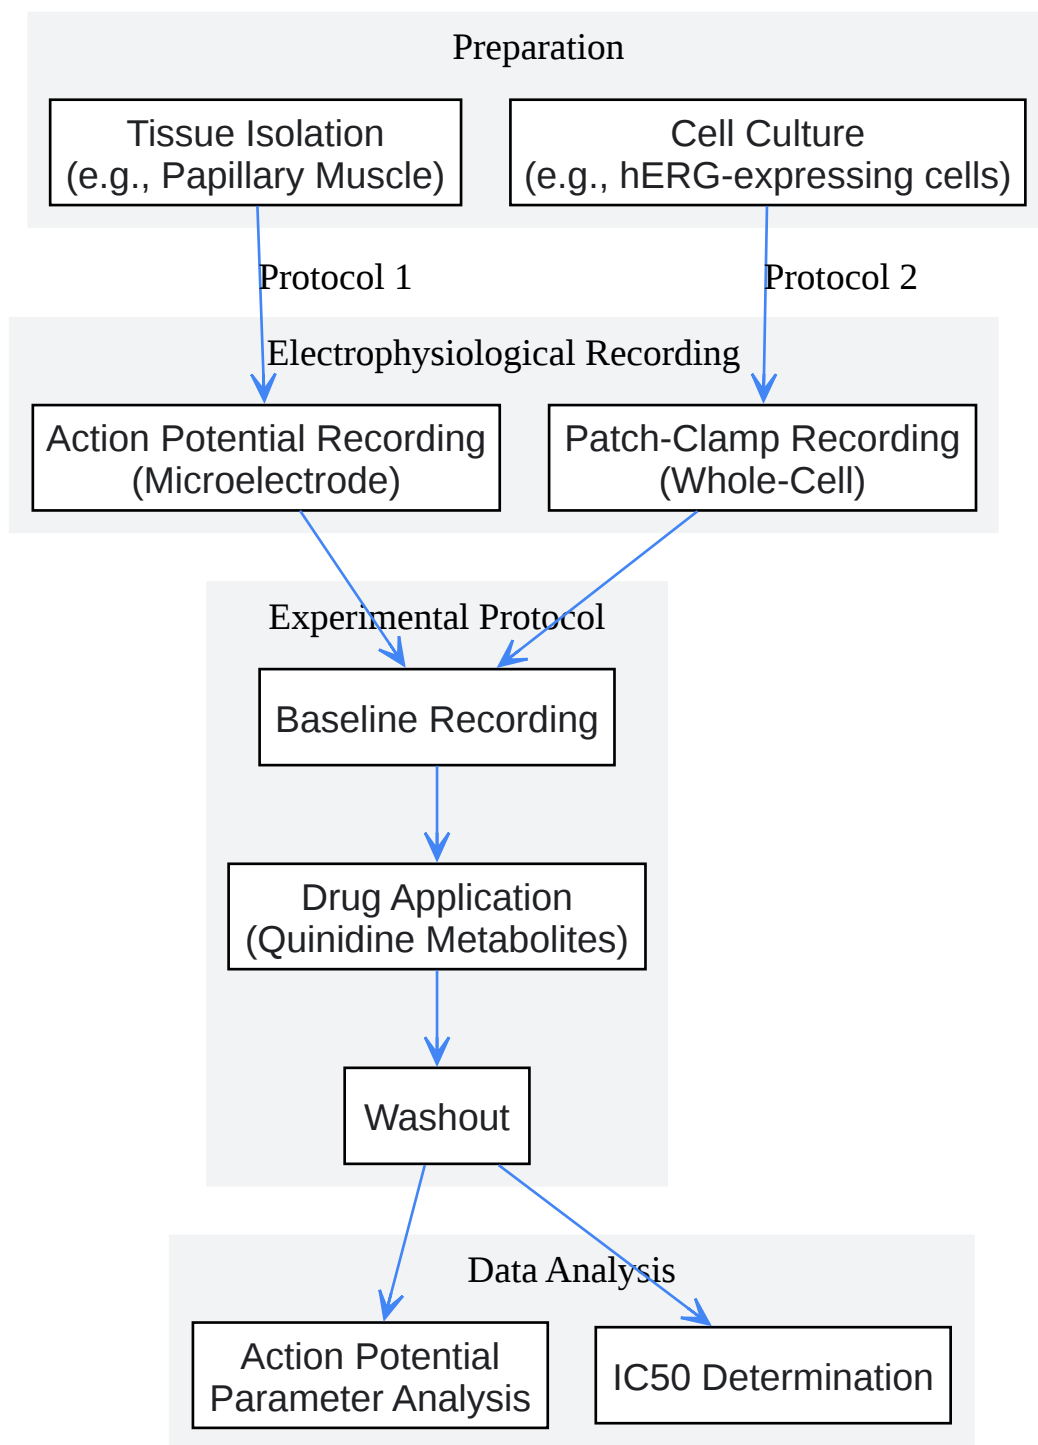 Preparation
Tissue Isolation
(e.g., Papillary Muscle)
Cell Culture
(e.g., hERG-expressing cells)
Protocol 1
Protocol 2
Electrophysiological Recording
Action Potential Recording
(Microelectrode)
Patch-Clamp Recording
(Whole-Cell)
Experimental Protocol
Baseline Recording
Drug Application
(Quinidine Metabolites)
Washout
Data Analysis
Action Potential
Parameter Analysis
IC50 Determination